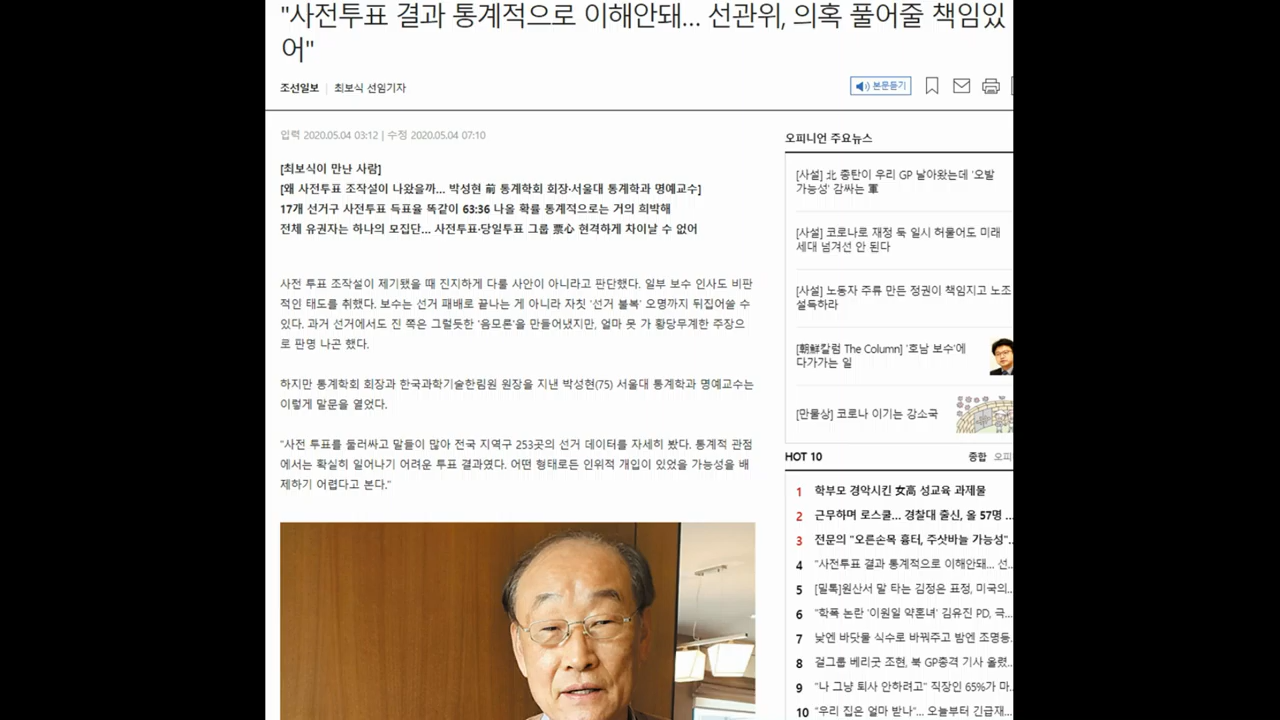 "사전투표 결과 통계적으로 이해안돼... 선관위, 의혹 풀어줄 책임있
어"
조선일보 | 최보식 선임기자
본문듣기
입력 2020.05.04 03:12 | 수정 2020.05.04 07:10
[최보식이 만난 사람]
[왜 사전투표 조작설이 나왔을까... 박성현 前 통계학회 회장·서울대 통계학과 명예교수]
17개 선거구 사전투표 득표율 똑같이 63:36 나올 확률 통계적으로는 거의 희박해
전체 유권자는 하나의 모집단... 사전투표·당일투표 그룹 票心 현격하게 차이날 수 없어
사전 투표 조작설이 제기됐을 때 진지하게 다룰 사안이 아니라고 판단했다. 일부 보수 인사도 비판
적인 태도를 취했다. 보수는 선거 패배로 끝나는 게 아니라 자칫 '선거 불복' 오명까지 뒤집어쓸 수
있다. 과거 선거에서도 진 쪽은 그럴듯한 '음모론'을 만들어냈지만, 얼마 못 가 황당무계한 주장으
로 판명 나곤 했다.
하지만 통계학회 회장과 한국과학기술한림원 원장을 지낸 박성현(75) 서울대 통계학과 명예교수는
이렇게 말문을 열었다.
"사전 투표를 둘러싸고 말들이 많아 전국 지역구 253곳의 선거 데이터를 자세히 봤다. 통계적 관점
에서는 확실히 일어나기 어려운 투표 결과였다. 어떤 형태로든 인위적 개입이 있었을 가능성을 배
제하기 어렵다고 본다."
오피니언 주요뉴스
[사설] 北 총탄이 우리 GP 날아왔는데 '오발
가능성' 감싸는 軍
[사설] 코로나로 재정 둑 일시 허물어도 미래
세대 넘겨선 안 된다
[사설] 노동자 주류 만든 정권이 책임지고 노조
설득하라
[朝鮮칼럼 The Column] '호남 보수'에
다가가는 일
[만물상] 코로나 이기는 강소국
HOT 10 종합 오피
1 학부모 경악시킨 女高 성교육 과제물
2 근무하며 로스쿨... 경찰대 출신, 올 57명 ...
3 전문의 "오른손목 흉터, 주삿바늘 가능성"..
4 "사전투표 결과 통계적으로 이해안돼... 선..
5 [밀톡]원산서 말 타는 김정은 표정, 미국의..
6 "학폭 논란 '이원일 약혼녀' 김유진 PD, 극...
7 낮엔 바닷물 식수로 바꿔주고 밤엔 조명등.
8 걸그룹 베리굿 조현, 북 GP총격 기사 올렸..
9 "나 그냥 퇴사 안하려고" 직장인 65%가 마..
10 "우리 집은 얼마 받나"... 오늘부터 긴급재...